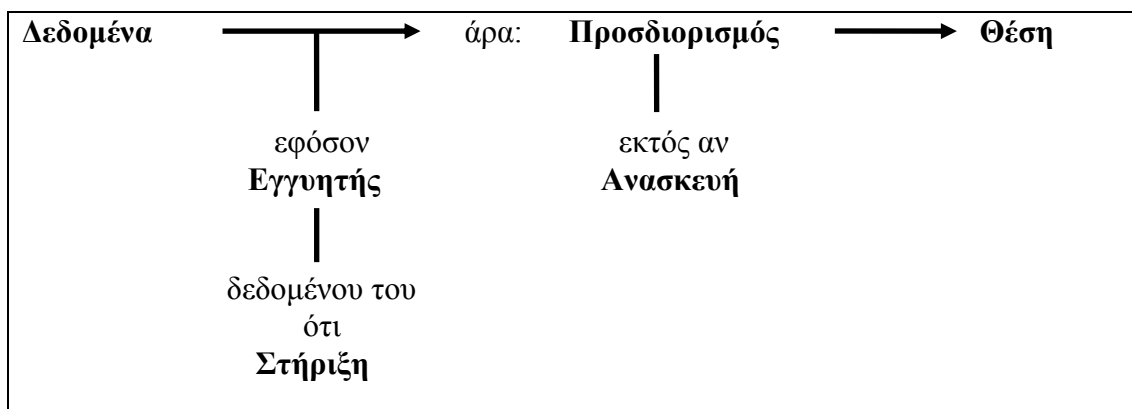 Δεδομένα άρα: Προσδιορισμός Θέση
εφόσον
Εγγυητής
εκτός αν
Ανασκευή
δεδομένου του
ότι
Στήριξη